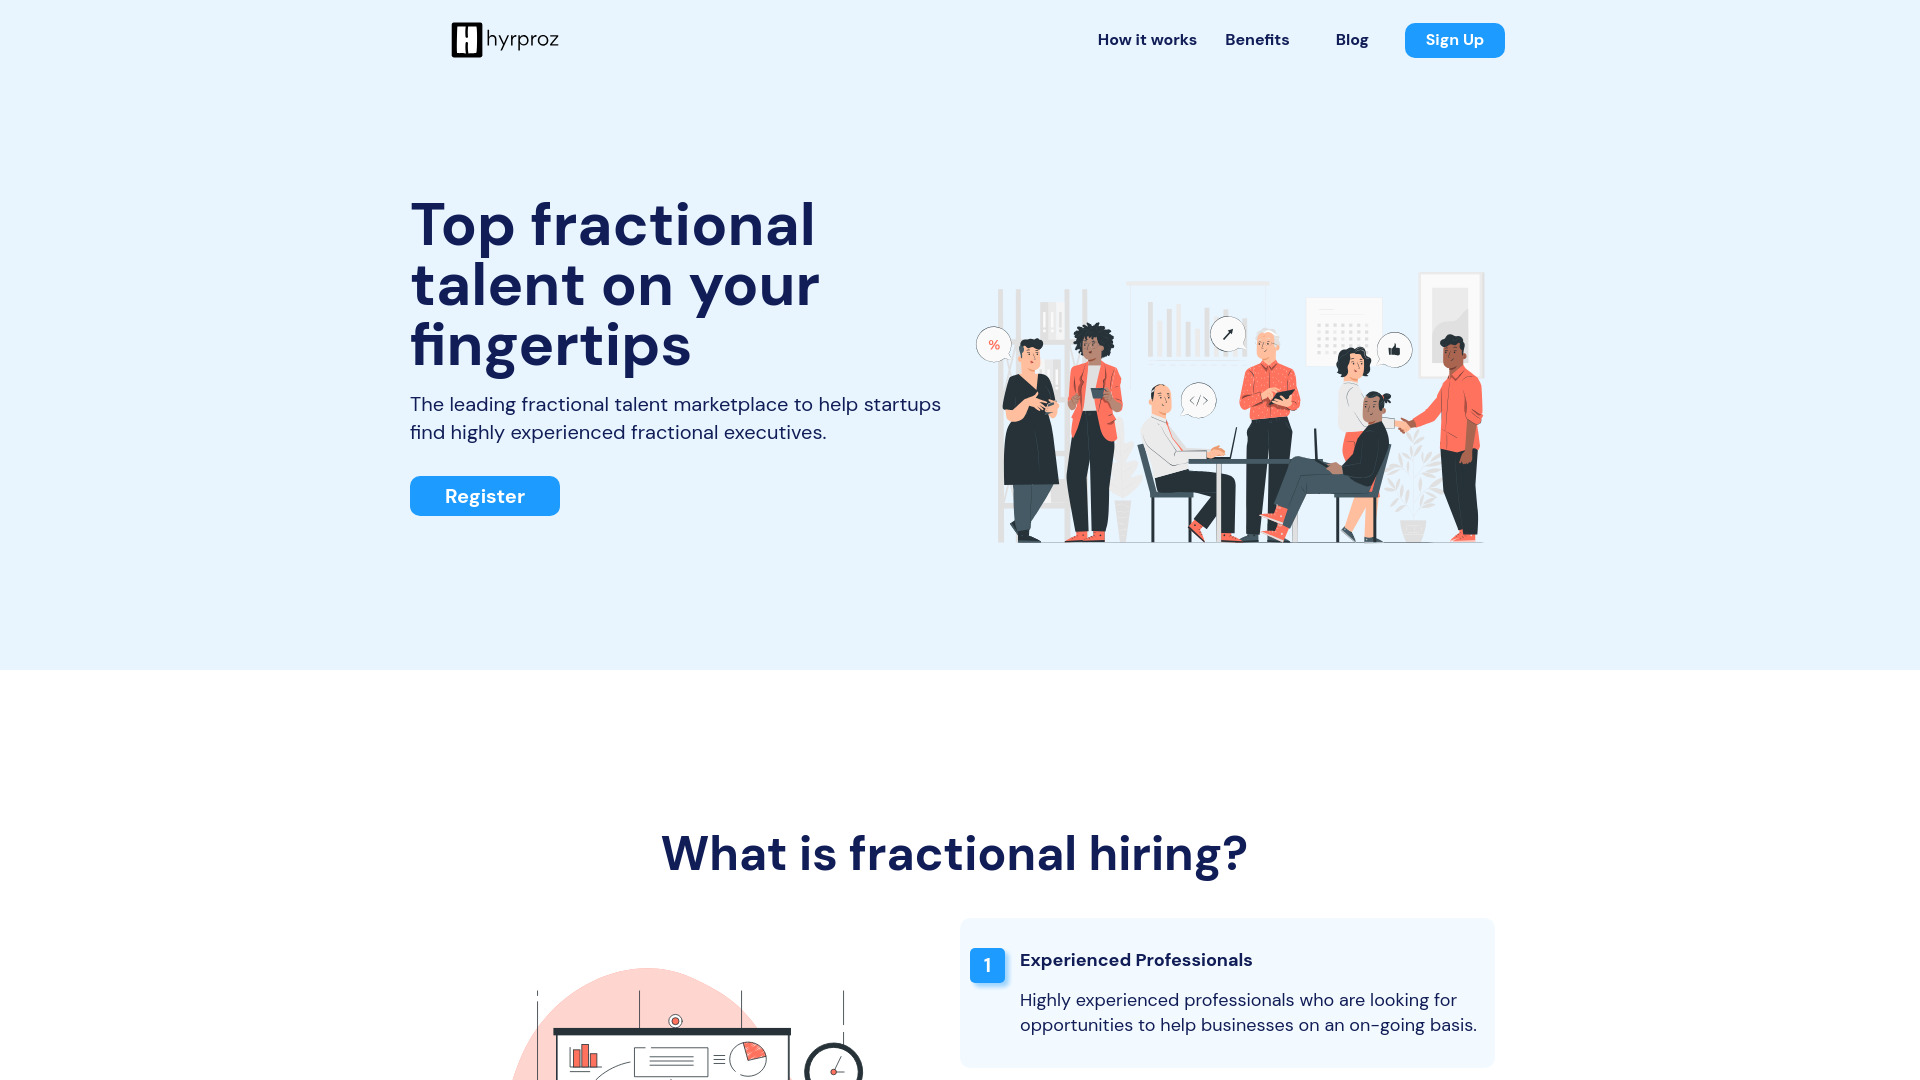 hyrproz
How it works
Benefits
Blog
Sign Up
Top fractional
talent on your
fingertips
The leading fractional talent marketplace to help startups
find highly experienced fractional executives.
Register
%
</>
What is fractional hiring?
1
Experienced Professionals
Highly experienced professionals who are looking for
opportunities to help businesses on an on-going basis.